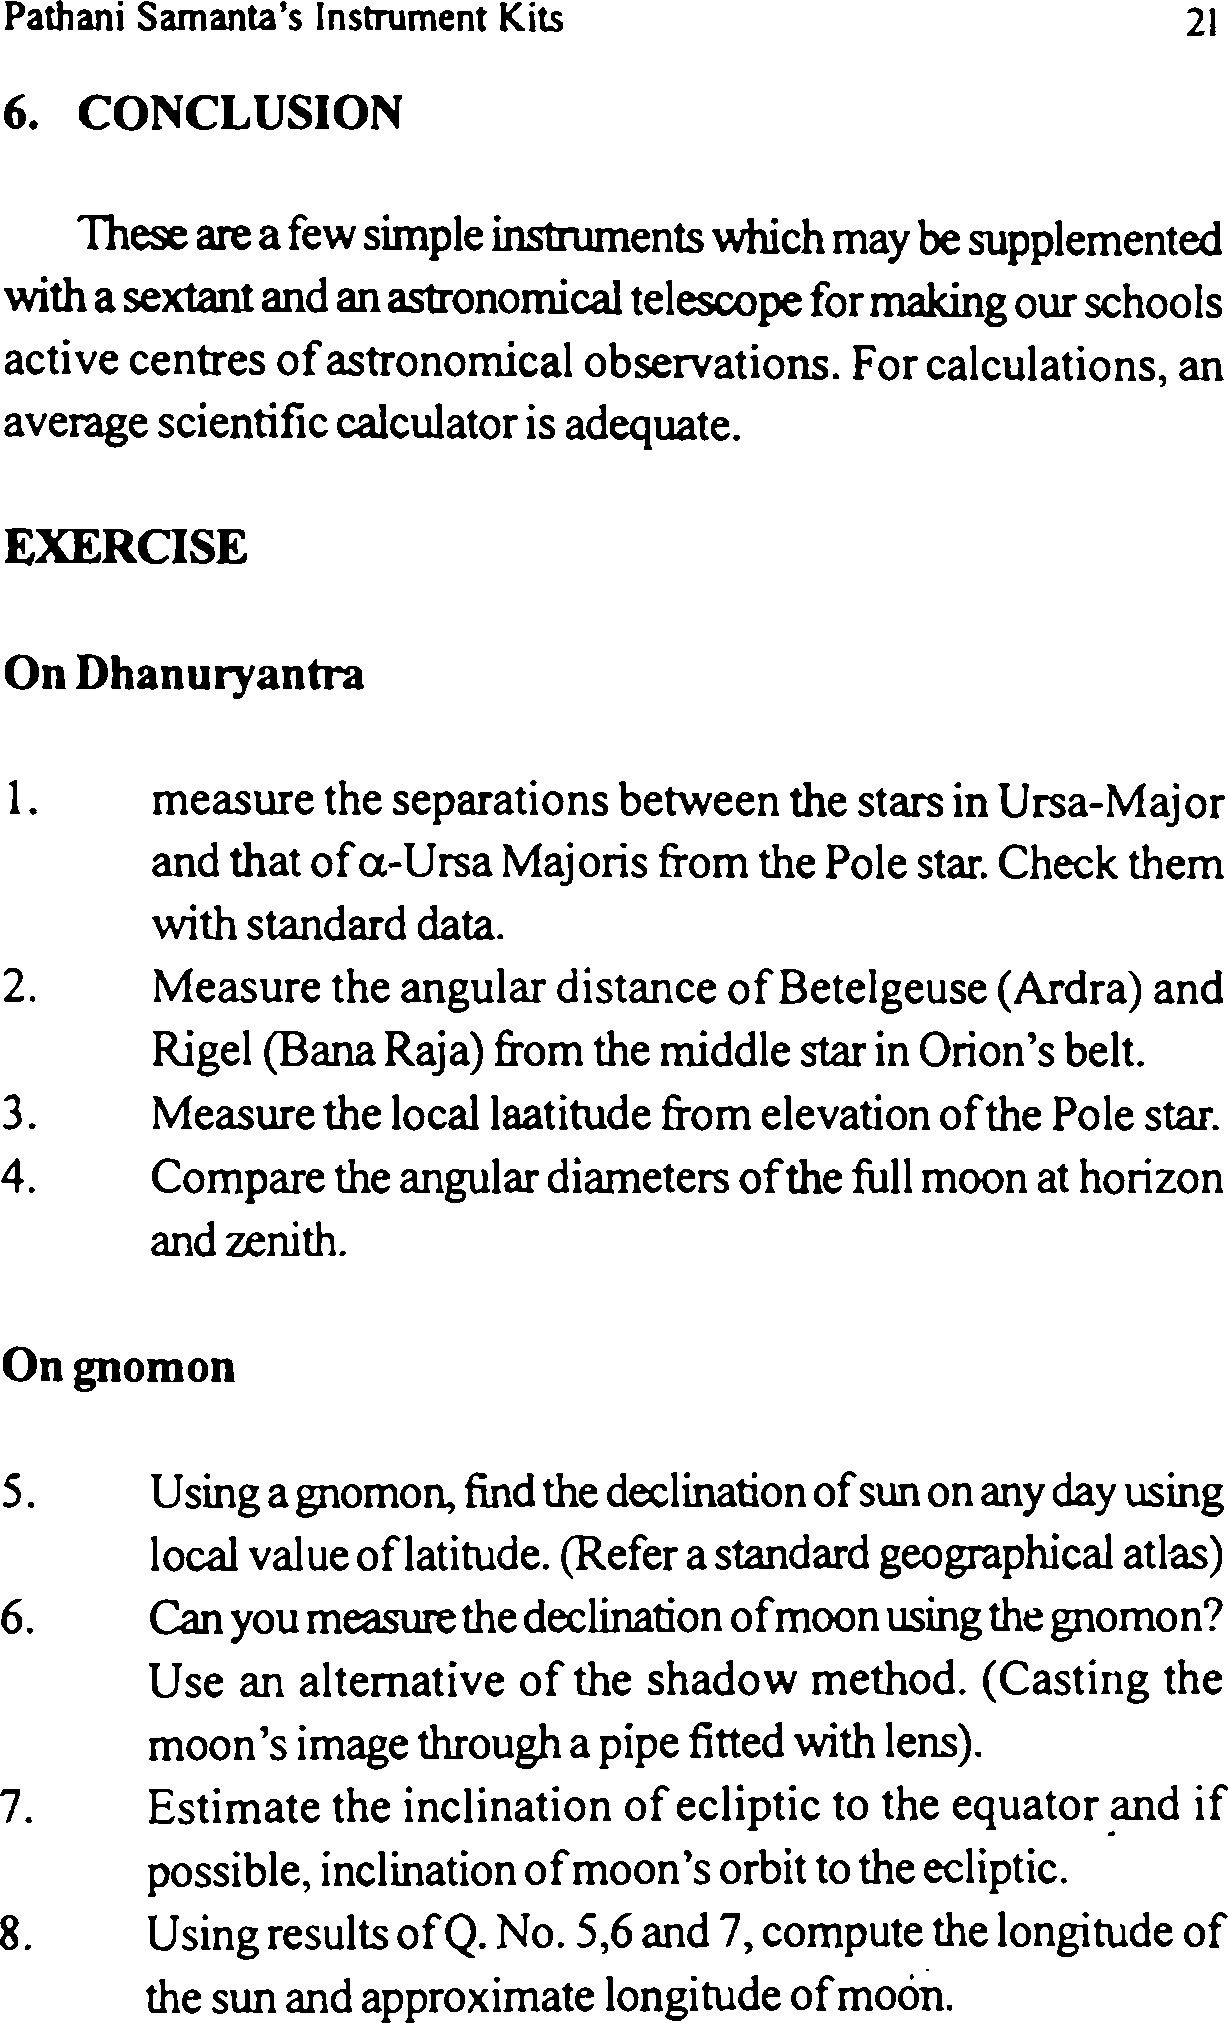 Pathani Samanta's Instrument Kits 21
6. CONCLUSION
These are a few simple instruments which may be supplemented
with a sextant and an astronomical telescope for making our schools
active centres of astronomical observations. For calculations, an
average scientific calculator is adequate.
EXERCISE
On Dhanuryantra
1. measure the separations between the stars in Ursa-Major
and that of α-Ursa Majoris from the Pole star. Check them
with standard data.
2. Measure the angular distance of Betelgeuse (Ardra) and
Rigel (Bana Raja) from the middle star in Orion's belt.
3. Measure the local laatitude from elevation of the Pole star.
4. Compare the angular diameters of the full moon at horizon
and zenith.
On gnomon
5. Using a gnomon, find the declination of sun on any day using
local value of latitude. (Refer a standard geographical atlas)
6. Can you measure the declination of moon using the gnomon?
Use an alternative of the shadow method. (Casting the
moon's image through a pipe fitted with lens).
7. Estimate the inclination of ecliptic to the equator and if
possible, inclination of moon's orbit to the ecliptic.
8. Using results of Q. No. 5,6 and 7, compute the longitude of
the sun and approximate longitude of moon.